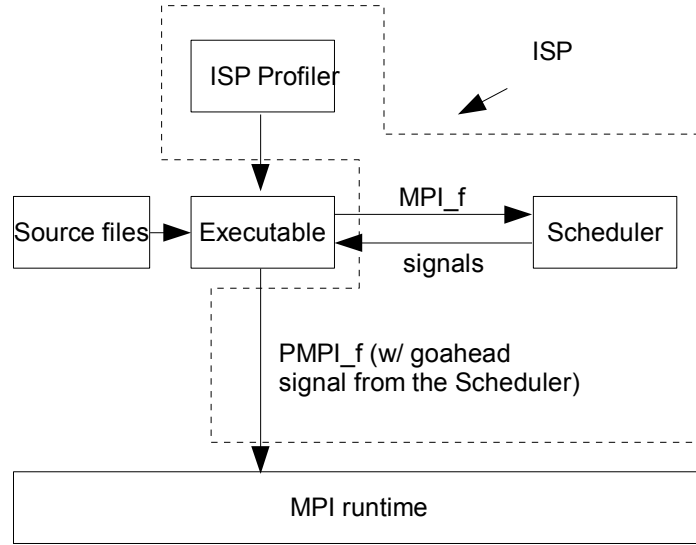 ISP Profiler
ISP
Source files
Executable
MPI_f
signals
Scheduler
PMPI_f (w/ goahead
signal from the Scheduler)
MPI runtime